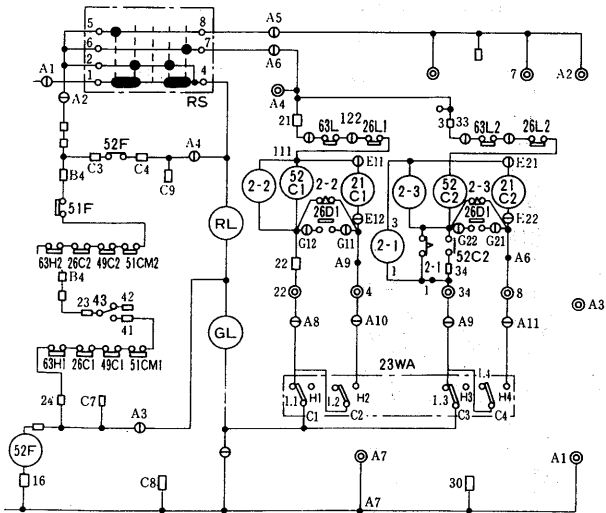 5 8 A5
6 7
2 A6
A1 1 4 A2
RS 7
A2 A4
21 122 3 33
63L 26L1 63L2 26L2
52F A4
C3 C4 111 E11 E21
B4 C9 2-2 52 C1 2-2 21 C1 2-3 52 C2 2-3 21 C2
51F 26D1 26D1
RL E12 3 E22
G12 G11 2-1 G22 G21
63H2 26C2 49C2 51CM2 A9 52C2 A6
B4 22 1 2-1 34
23 43 42 22 4 1 34 8 A3
41 GL A8 A10 A9 A11
63H1 26C1 49C1 51CM1 23WA
24 C7 1.1 H1 1.2 H2 1.3 H3 1.4 H4
A3 C1 C2 C3 C4
52F
16 C8 A7 30 A1
A7